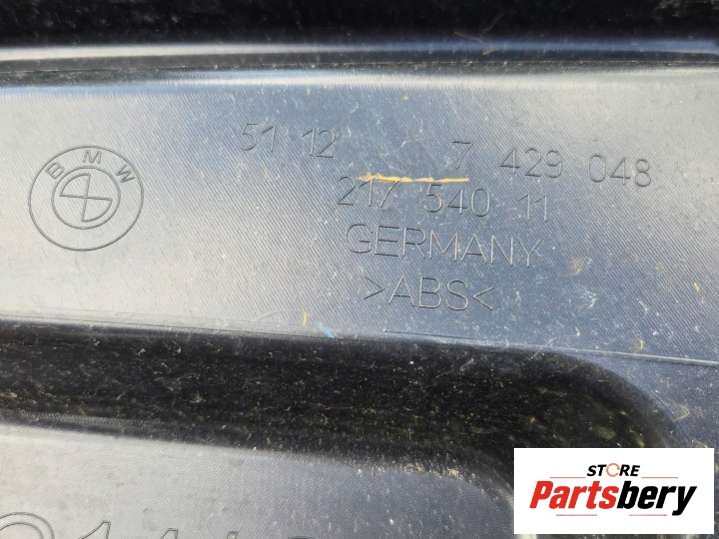 BMW
51 12 7 429 048
217 540 11
GERMANY
>ABS<
STORE
Partsbery